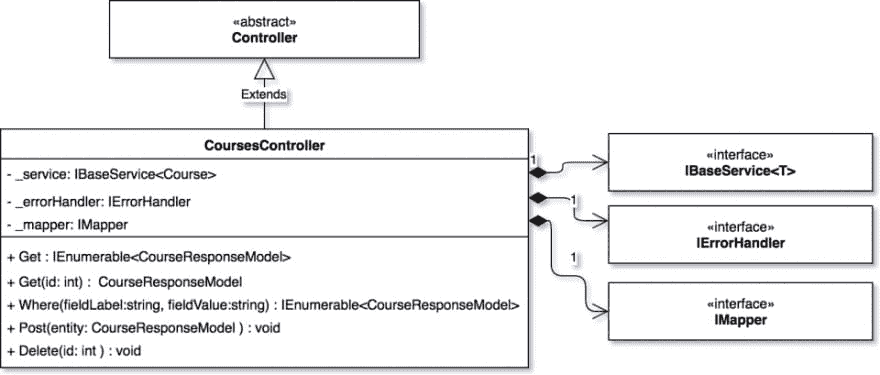 «abstract»
Controller
Extends
CoursesController
- _service: IBaseService<Course>
- _errorHandler: IErrorHandler
- _mapper: IMapper
+ Get : IEnumerable<CourseResponseModel>
+ Get(id: int) : CourseResponseModel
+ Where(fieldLabel:string, fieldValue:string) : IEnumerable<CourseResponseModel>
+ Post(entity: CourseResponseModel ) : void
+ Delete(id: int ) : void
1
«interface»
IBaseService<T>
1
«interface»
IErrorHandler
1
«interface»
IMapper